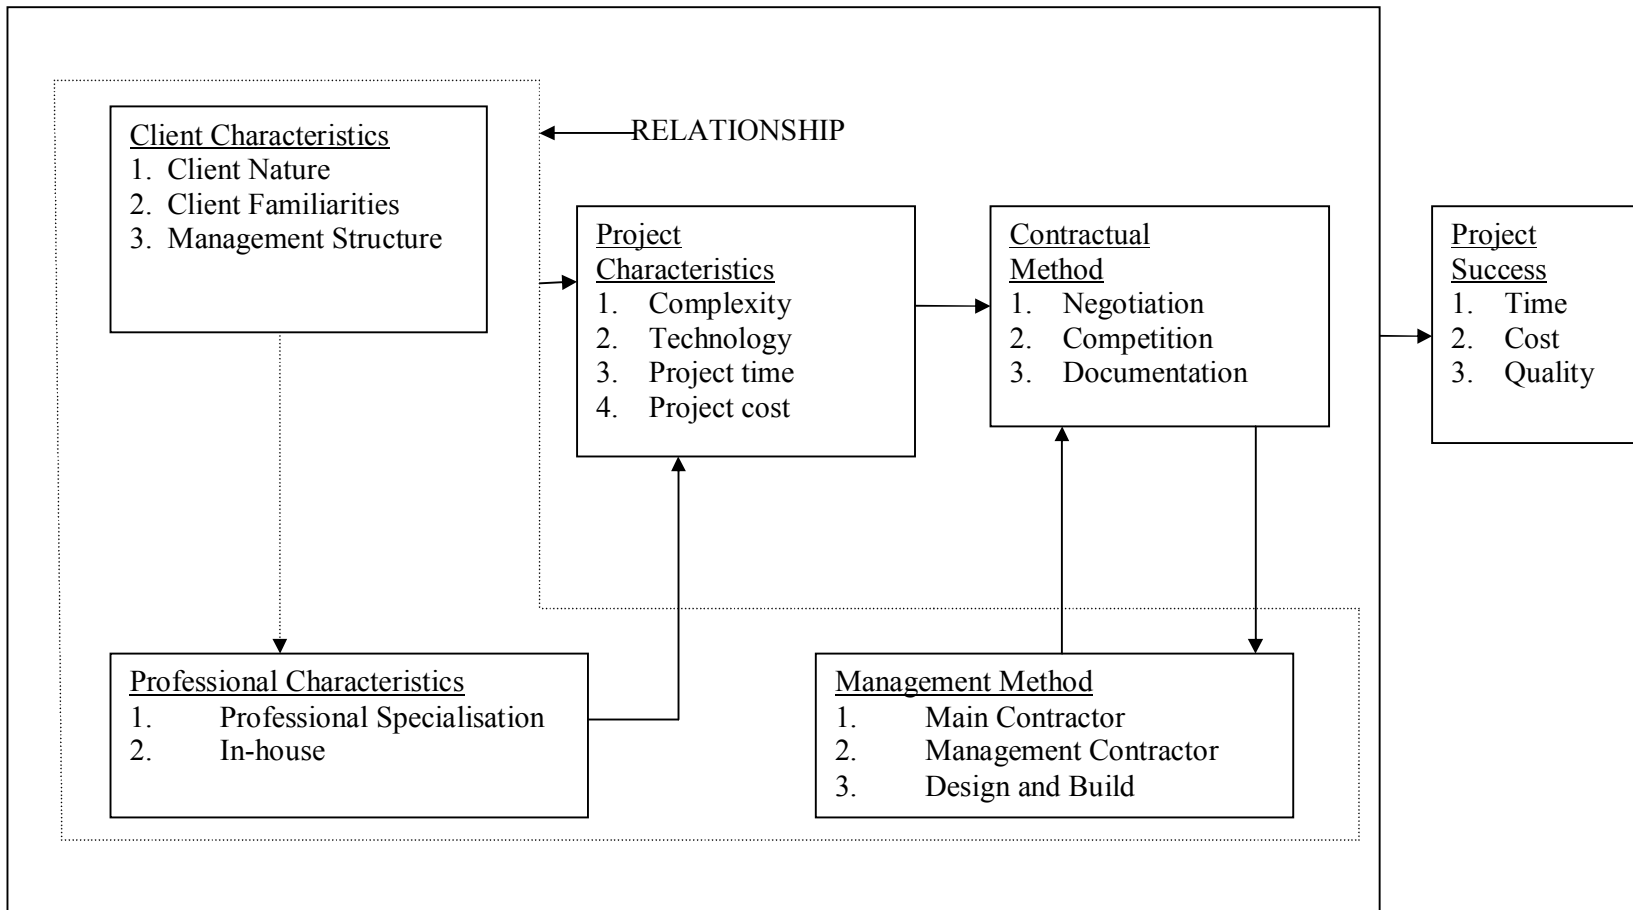 Client Characteristics
1. Client Nature
2. Client Familiarities
3. Management Structure
RELATIONSHIP
Project
Characteristics
1. Complexity
2. Technology
3. Project time
4. Project cost
Contractual
Method
1. Negotiation
2. Competition
3. Documentation
Project
Success
1. Time
2. Cost
3. Quality
Professional Characteristics
1. Professional Specialisation
2. In-house
Management Method
1. Main Contractor
2. Management Contractor
3. Design and Build